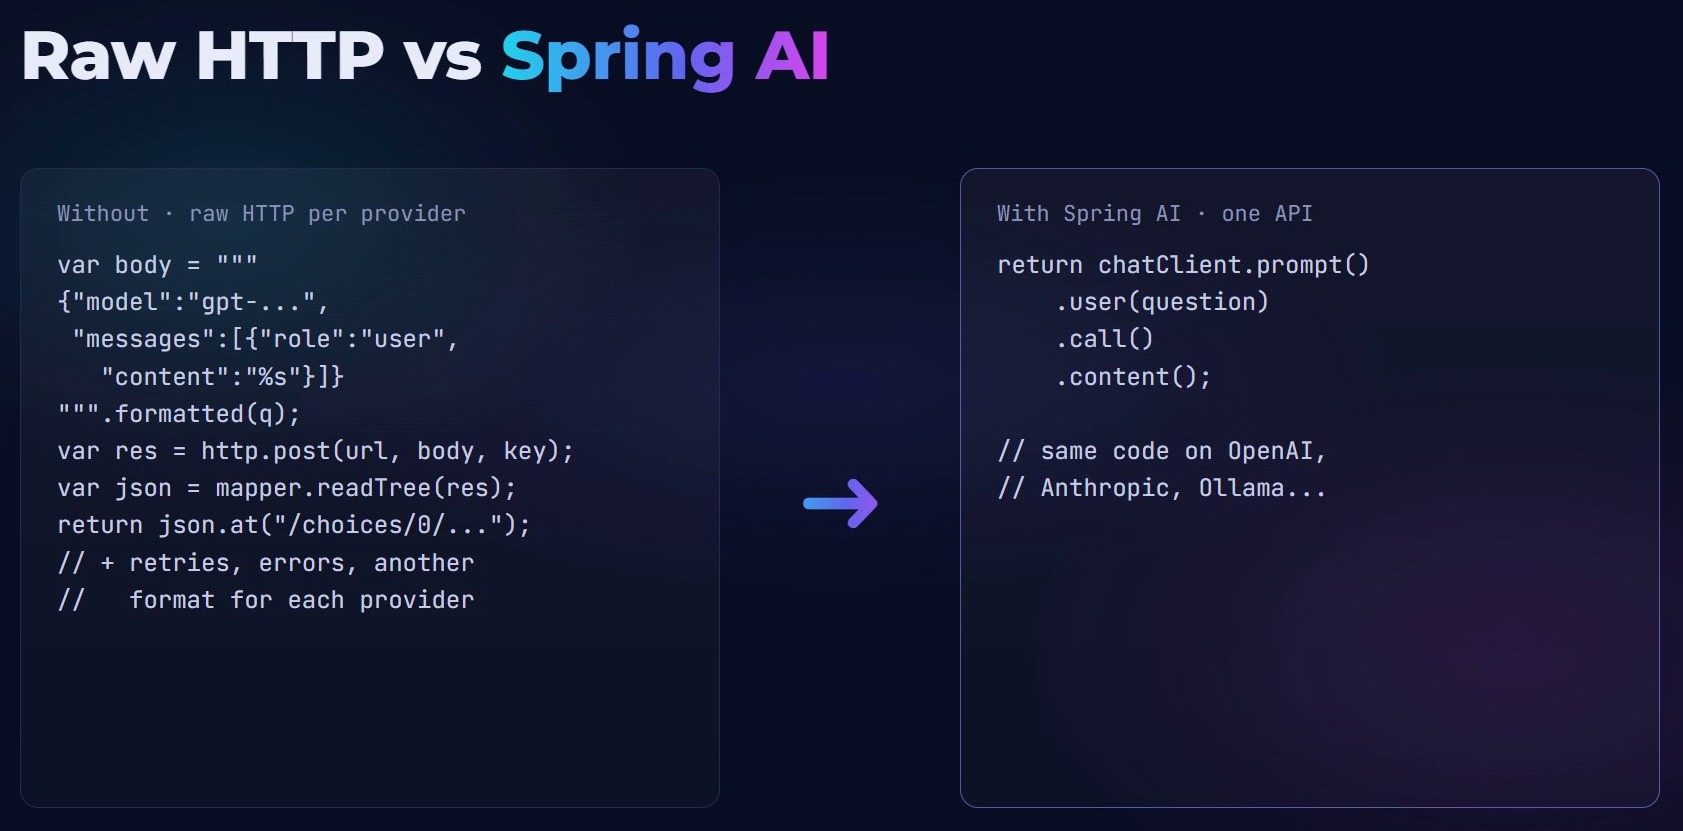 Raw HTTP vs Spring AI
Without · raw HTTP per provider
var body = """
{"model":"gpt-...",
 "messages":[{"role":"user",
   "content":"%s"}]}
""".formatted(q);
var res = http.post(url, body, key);
var json = mapper.readTree(res);
return json.at("/choices/0/...");
// + retries, errors, another
//   format for each provider
With Spring AI · one API
return chatClient.prompt()
    .user(question)
    .call()
    .content();
// same code on OpenAI,
// Anthropic, Ollama...